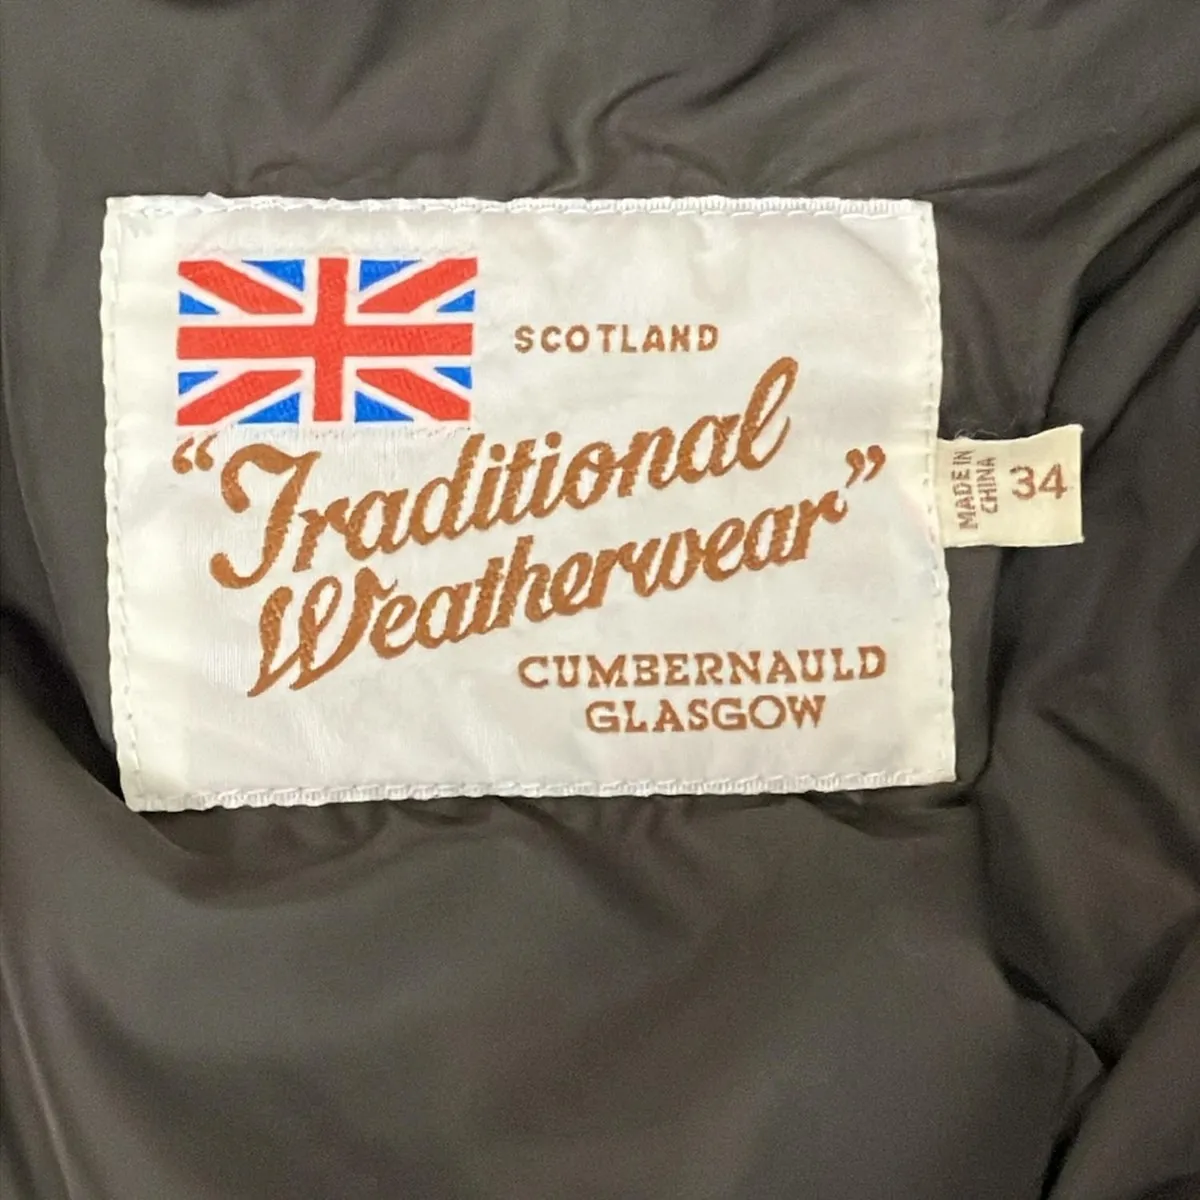 SCOTLAND
“Traditional
Weatherwear”
CUMBERNAULD
GLASGOW
MADE IN
CHINA
34